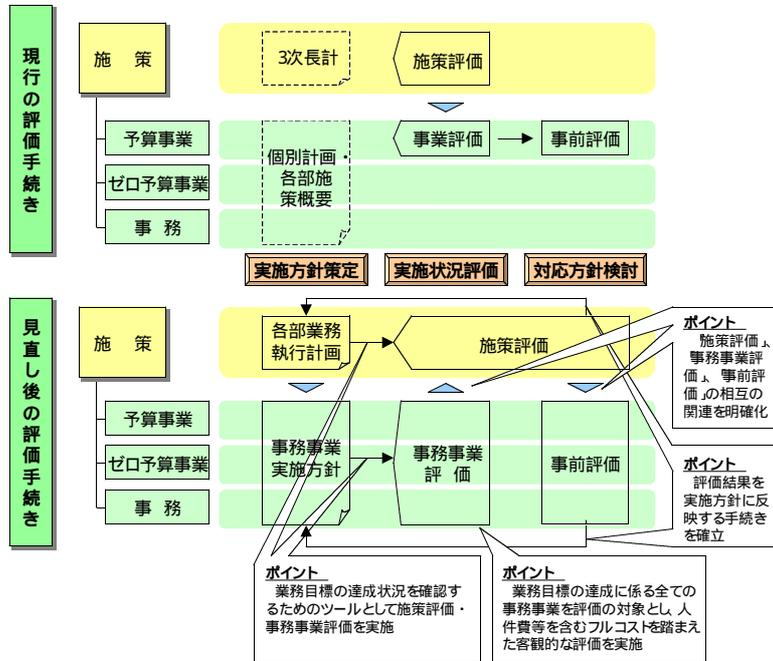 現行の評価手続き
施 策
3次長計
施策評価
予算事業
ゼロ予算事業
事 務
個別計画・
各部施
策概要
事業評価
事前評価
実施方針策定
実施状況評価
対応方針検討
見直し後の評価手続き
施 策
各部業務
執行計画
施策評価
予算事業
ゼロ予算事業
事 務
事務事業
実施方針
事務事業
評 価
事前評価
ポイント
「施策評価」、
「事務事業評
価」、「事前評
価」の相互の
関連を明確化
ポイント
評価結果を
実施方針に反
映する手続き
を確立
ポイント
業務目標の達成状況を確認す
るためのツールとして施策評価・
事務事業評価を実施
ポイント
業務目標の達成に係る全ての
事務事業を評価の対象とし、人
件費等を含むフルコストを踏まえ
た客観的な評価を実施